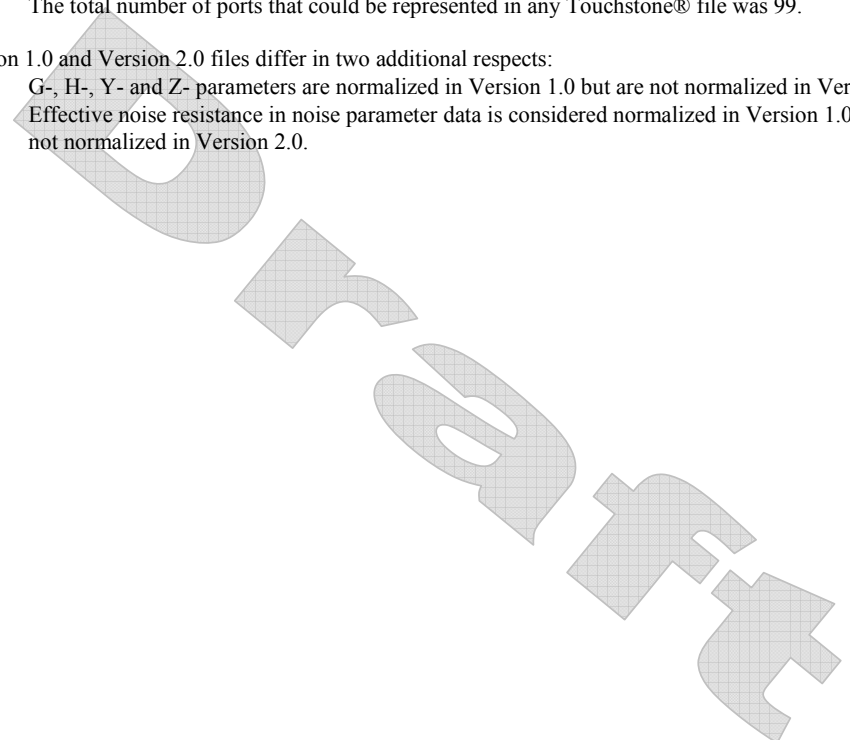 The total number of ports that could be represented in any Touchstone® file was 99.
on 1.0 and Version 2.0 files differ in two additional respects:
G-, H-, Y- and Z- parameters are normalized in Version 1.0 but are not normalized in Ver
Effective noise resistance in noise parameter data is considered normalized in Version 1.0
not normalized in Version 2.0.
Draft